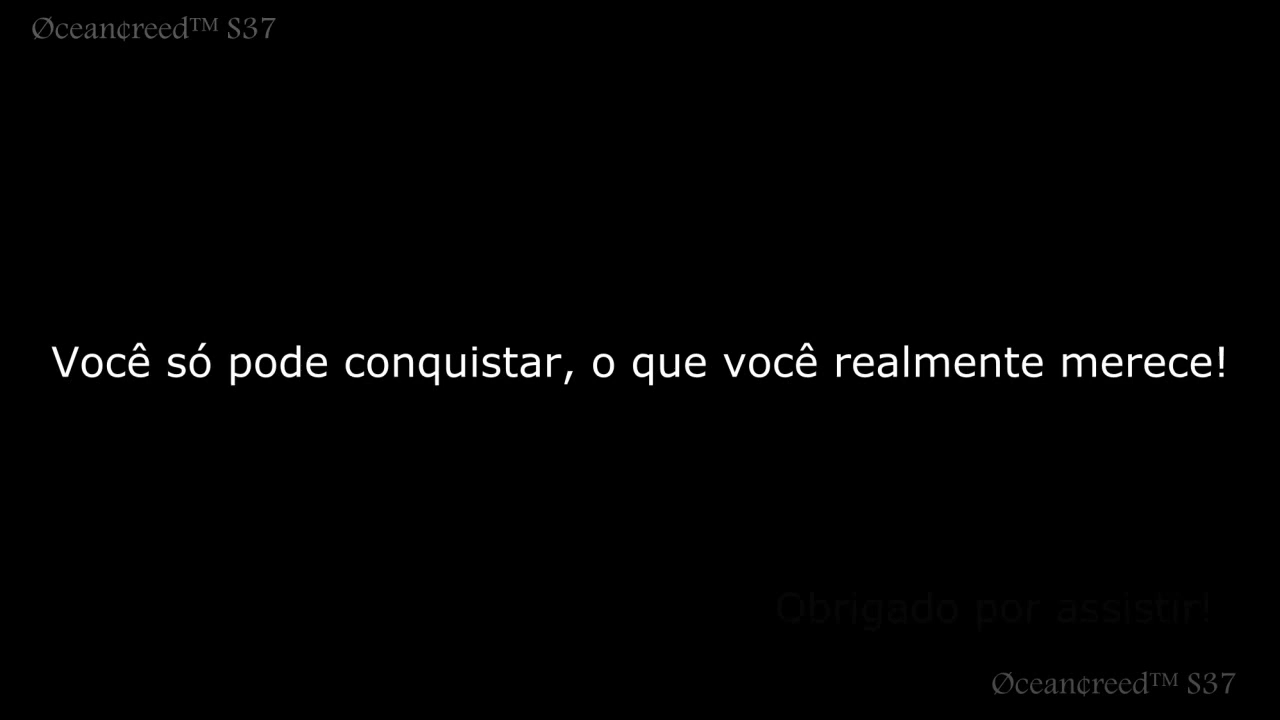 Øcean¢reed™ S37
Você só pode conquistar, o que você realmente merece!
Obrigado por assistir!
Øcean¢reed™ S37